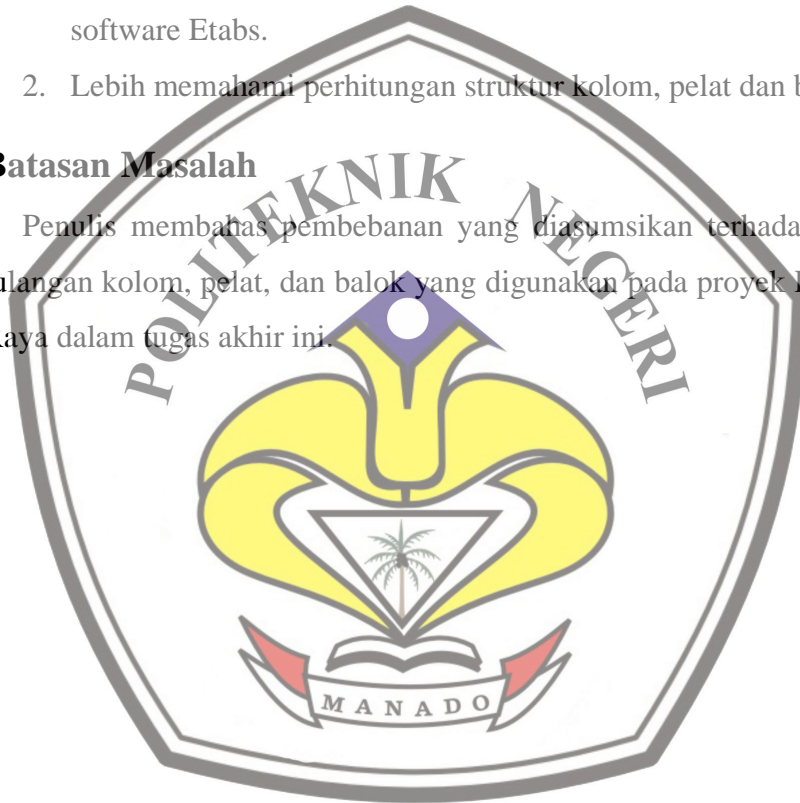 software Etabs.
2. Lebih memahami perhitungan struktur kolom, pelat dan b
Batasan Masalah
Penulis membahas pembebanan yang diasumsikan terhada
ulangan kolom, pelat, dan balok yang digunakan pada proyek
Raya dalam tugas akhir ini.
POLITEKNIK NEGERI
MANADO